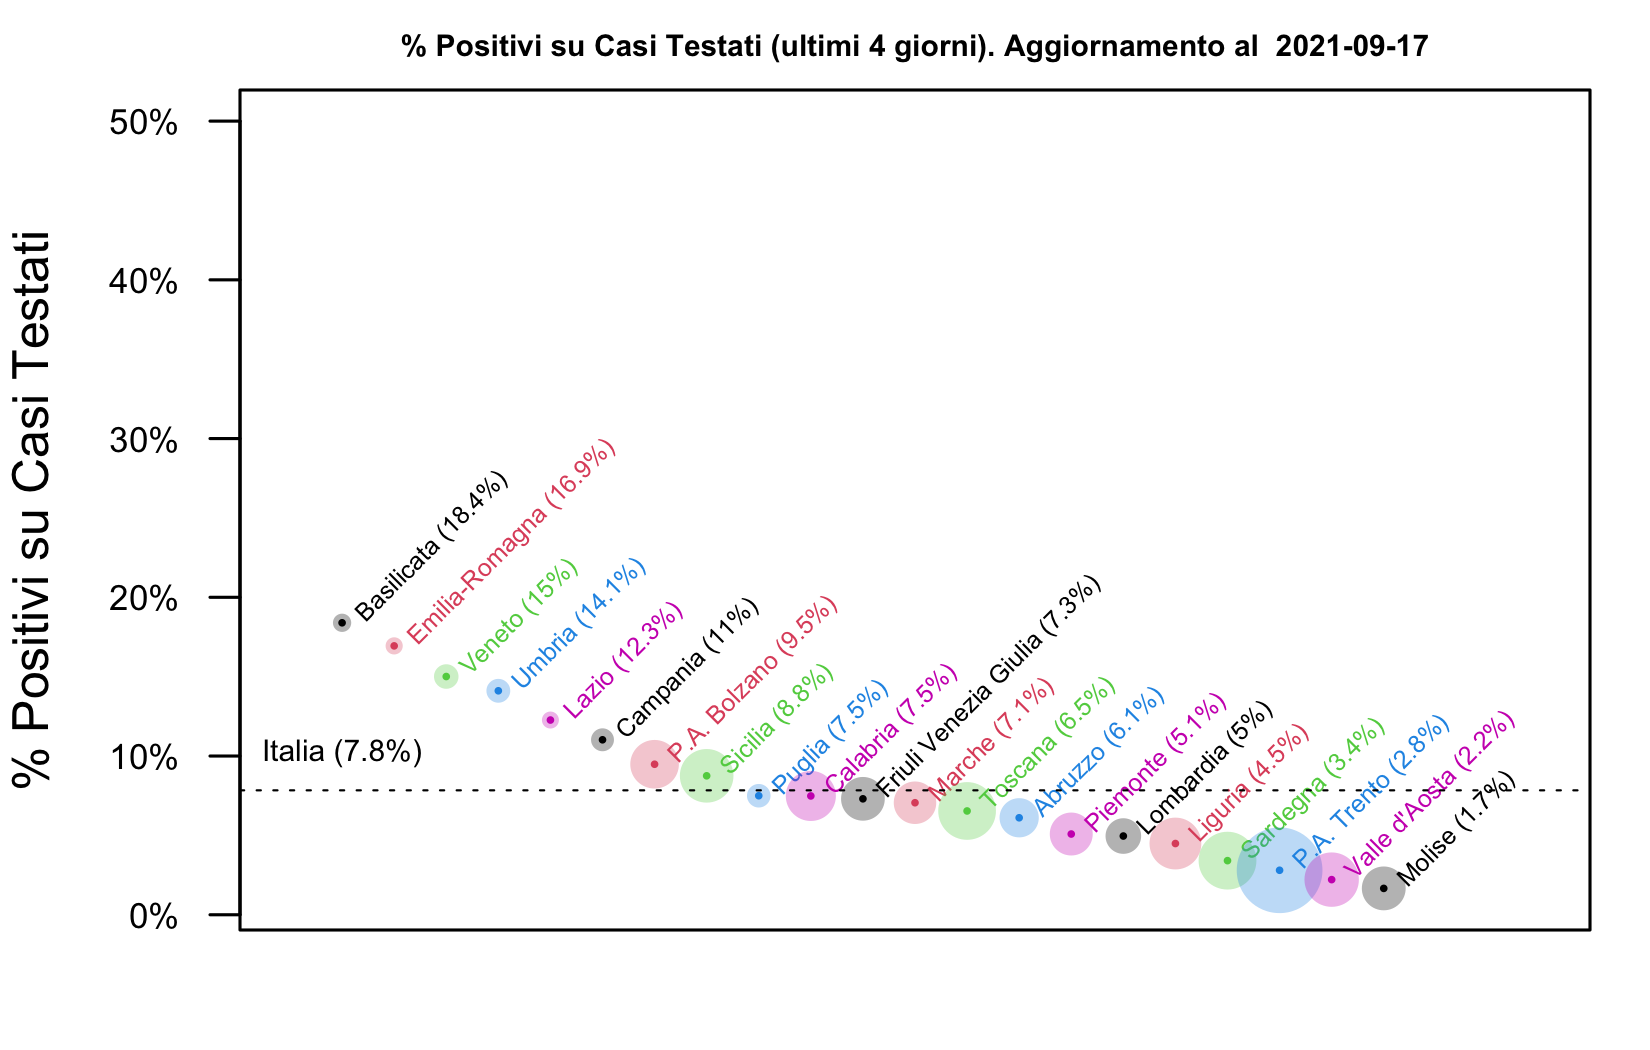 % Positivi su Casi Testati (ultimi 4 giorni). Aggiornamento al  2021-09-17
% Positivi su Casi Testati
50%
40%
30%
20%
10%
0%
Italia (7.8%)
Basilicata (18.4%)
Emilia-Romagna (16.9%)
Veneto (15%)
Umbria (14.1%)
Lazio (12.3%)
Campania (11%)
P.A. Bolzano (9.5%)
Sicilia (8.8%)
Puglia (7.5%)
Calabria (7.5%)
Friuli Venezia Giulia (7.3%)
Marche (7.1%)
Toscana (6.5%)
Abruzzo (6.1%)
Piemonte (5.1%)
Lombardia (5%)
Liguria (4.5%)
Sardegna (3.4%)
P.A. Trento (2.8%)
Valle d'Aosta (2.2%)
Molise (1.7%)